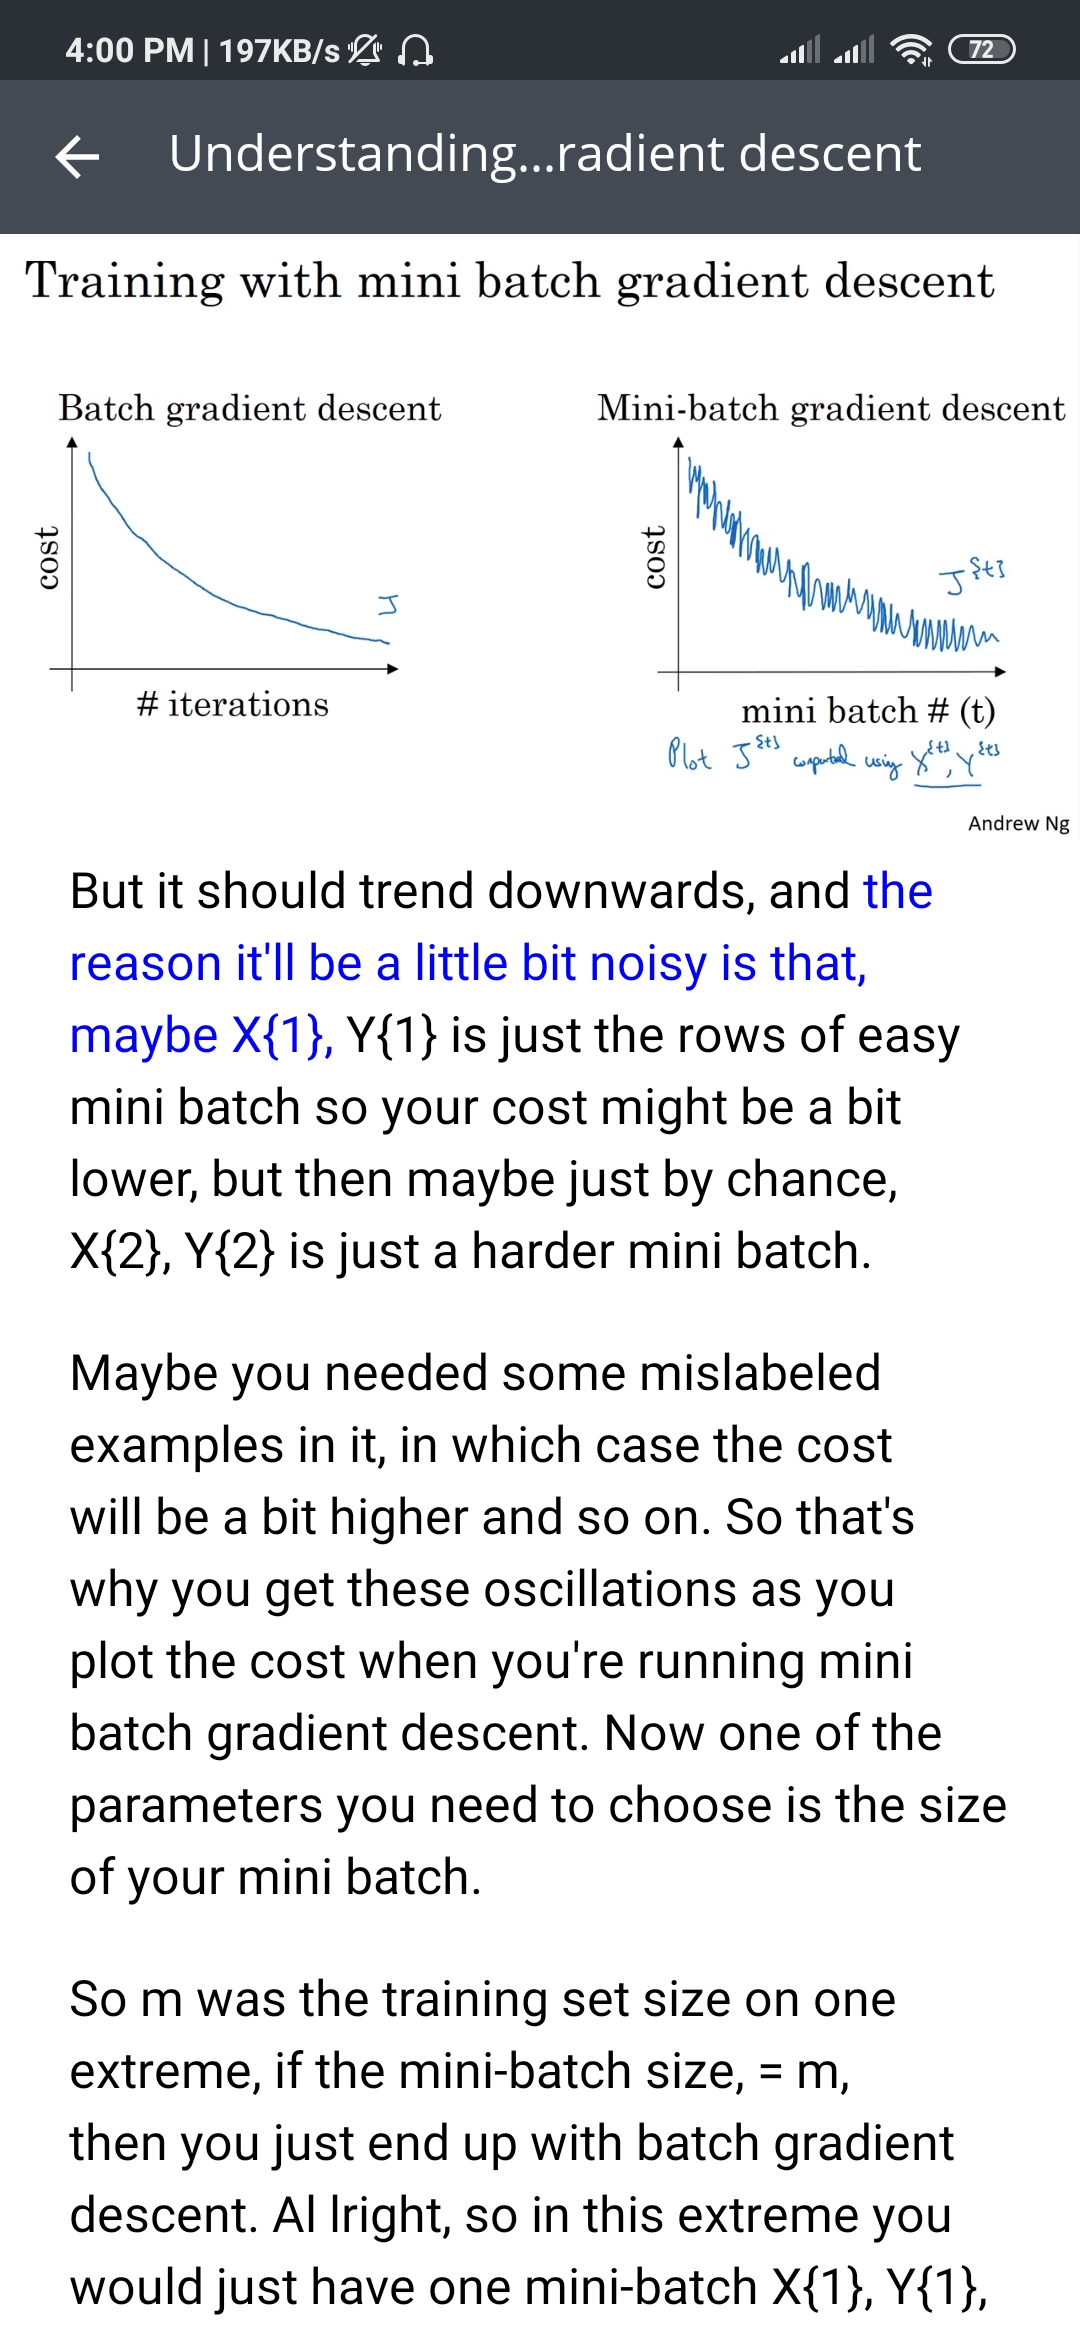 4:00 PM | 197KB/s
72
Understanding...radient descent
Training with mini batch gradient descent
Batch gradient descent
Mini-batch gradient descent
cost
J
# iterations
cost
J{t}
mini batch # (t)
Plot J{t} computed using X{t}, Y{t}
Andrew Ng
But it should trend downwards, and the
reason it'll be a little bit noisy is that,
maybe X{1}, Y{1} is just the rows of easy
mini batch so your cost might be a bit
lower, but then maybe just by chance,
X{2}, Y{2} is just a harder mini batch.
Maybe you needed some mislabeled
examples in it, in which case the cost
will be a bit higher and so on. So that's
why you get these oscillations as you
plot the cost when you're running mini
batch gradient descent. Now one of the
parameters you need to choose is the size
of your mini batch.
So m was the training set size on one
extreme, if the mini-batch size, = m,
then you just end up with batch gradient
descent. Al lright, so in this extreme you
would just have one mini-batch X{1}, Y{1},